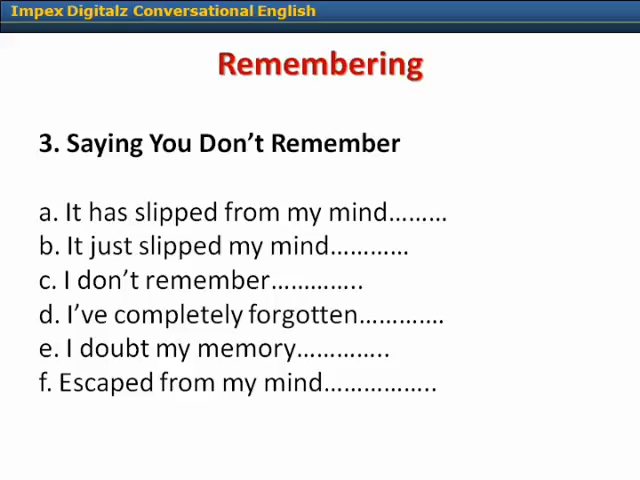 Impex Digitalz Conversational English
Remembering
3. Saying You Don’t Remember
a. It has slipped from my mind………
b. It just slipped my mind…………
c. I don’t remember…………..
d. I’ve completely forgotten………….
e. I doubt my memory…………..
f. Escaped from my mind……………..